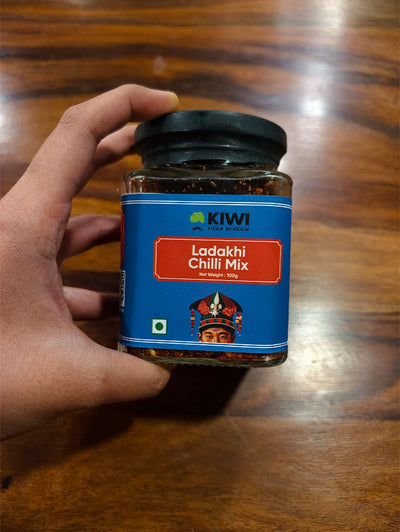 KIWI
KISAN WINDOW
Ladakhi
Chilli Mix
Net Weight : 100g